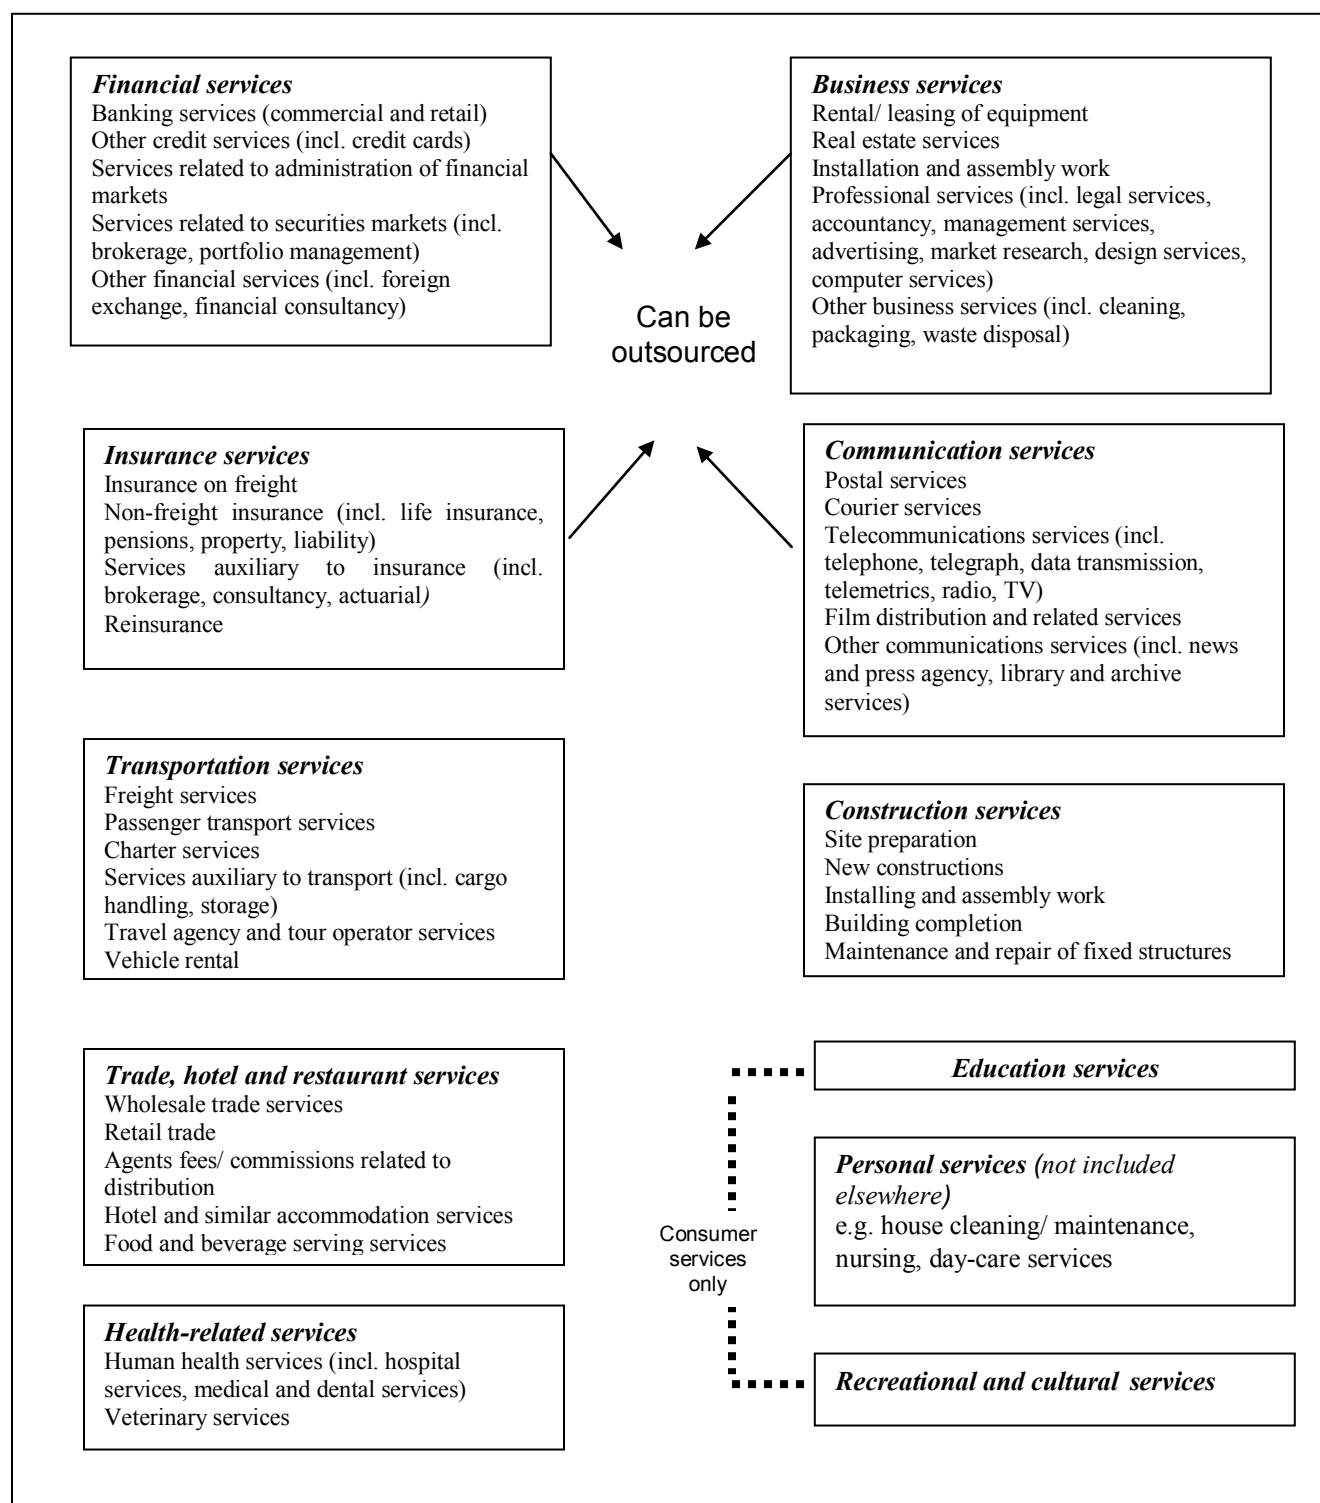 Financial services
Banking services (commercial and retail)
Other credit services (incl. credit cards)
Services related to administration of financial
markets
Services related to securities markets (incl.
brokerage, portfolio management)
Other financial services (incl. foreign
exchange, financial consultancy)
Business services
Rental/ leasing of equipment
Real estate services
Installation and assembly work
Professional services (incl. legal services,
accountancy, management services,
advertising, market research, design services,
computer services)
Other business services (incl. cleaning,
packaging, waste disposal)
Can be
outsourced
Insurance services
Insurance on freight
Non-freight insurance (incl. life insurance,
pensions, property, liability)
Services auxiliary to insurance (incl.
brokerage, consultancy, actuarial)
Reinsurance
Communication services
Postal services
Courier services
Telecommunications services (incl.
telephone, telegraph, data transmission,
telemetrics, radio, TV)
Film distribution and related services
Other communications services (incl. news
and press agency, library and archive
services)
Transportation services
Freight services
Passenger transport services
Charter services
Services auxiliary to transport (incl. cargo
handling, storage)
Travel agency and tour operator services
Vehicle rental
Construction services
Site preparation
New constructions
Installing and assembly work
Building completion
Maintenance and repair of fixed structures
Trade, hotel and restaurant services
Wholesale trade services
Retail trade
Agents fees/ commissions related to
distribution
Hotel and similar accommodation services
Food and beverage serving services
Education services
Personal services (not included
elsewhere)
e.g. house cleaning/ maintenance,
nursing, day-care services
Consumer
services
only
Health-related services
Human health services (incl. hospital
services, medical and dental services)
Veterinary services
Recreational and cultural services